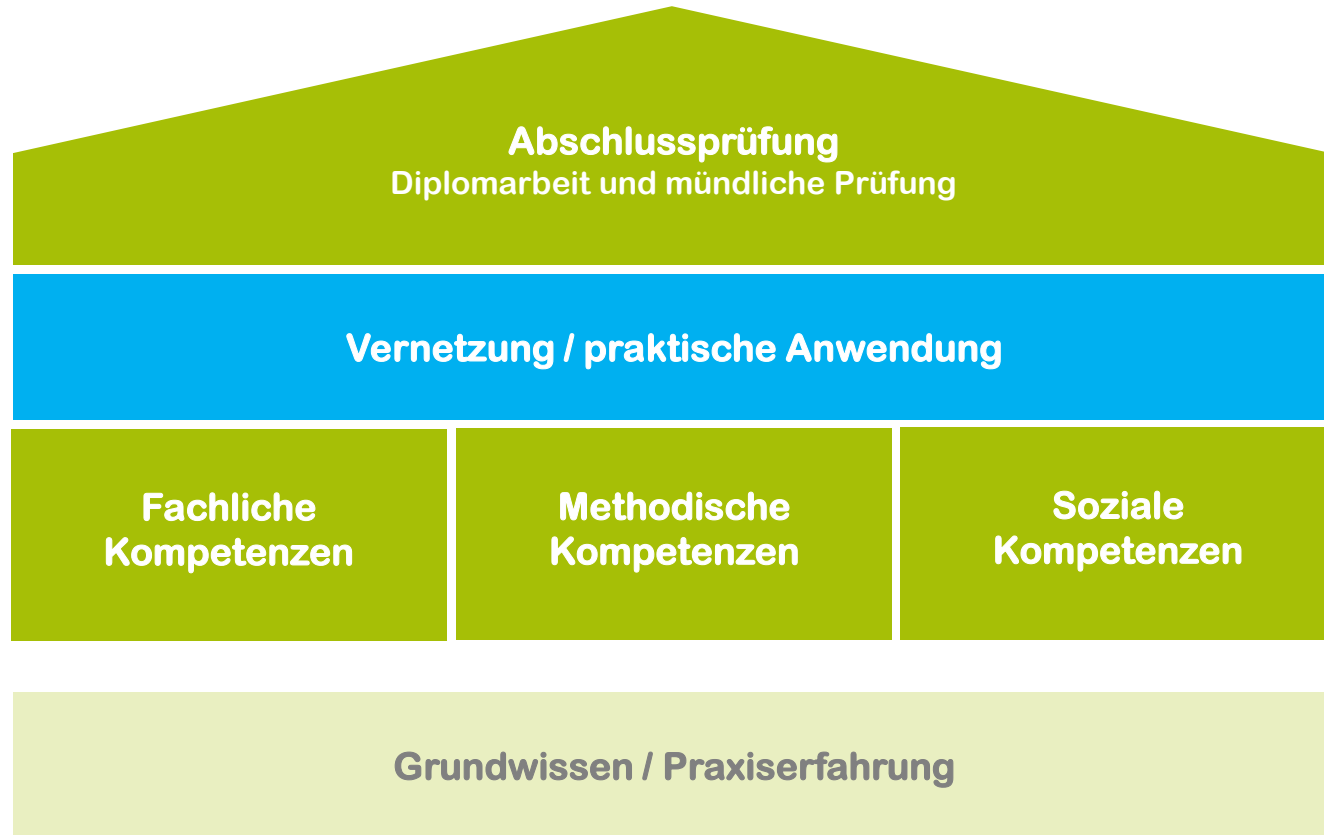 Abschlussprüfung
Diplomarbeit und mündliche Prüfung
Vernetzung / praktische Anwendung
Fachliche
Kompetenzen
Methodische
Kompetenzen
Soziale
Kompetenzen
Grundwissen / Praxiserfahrung